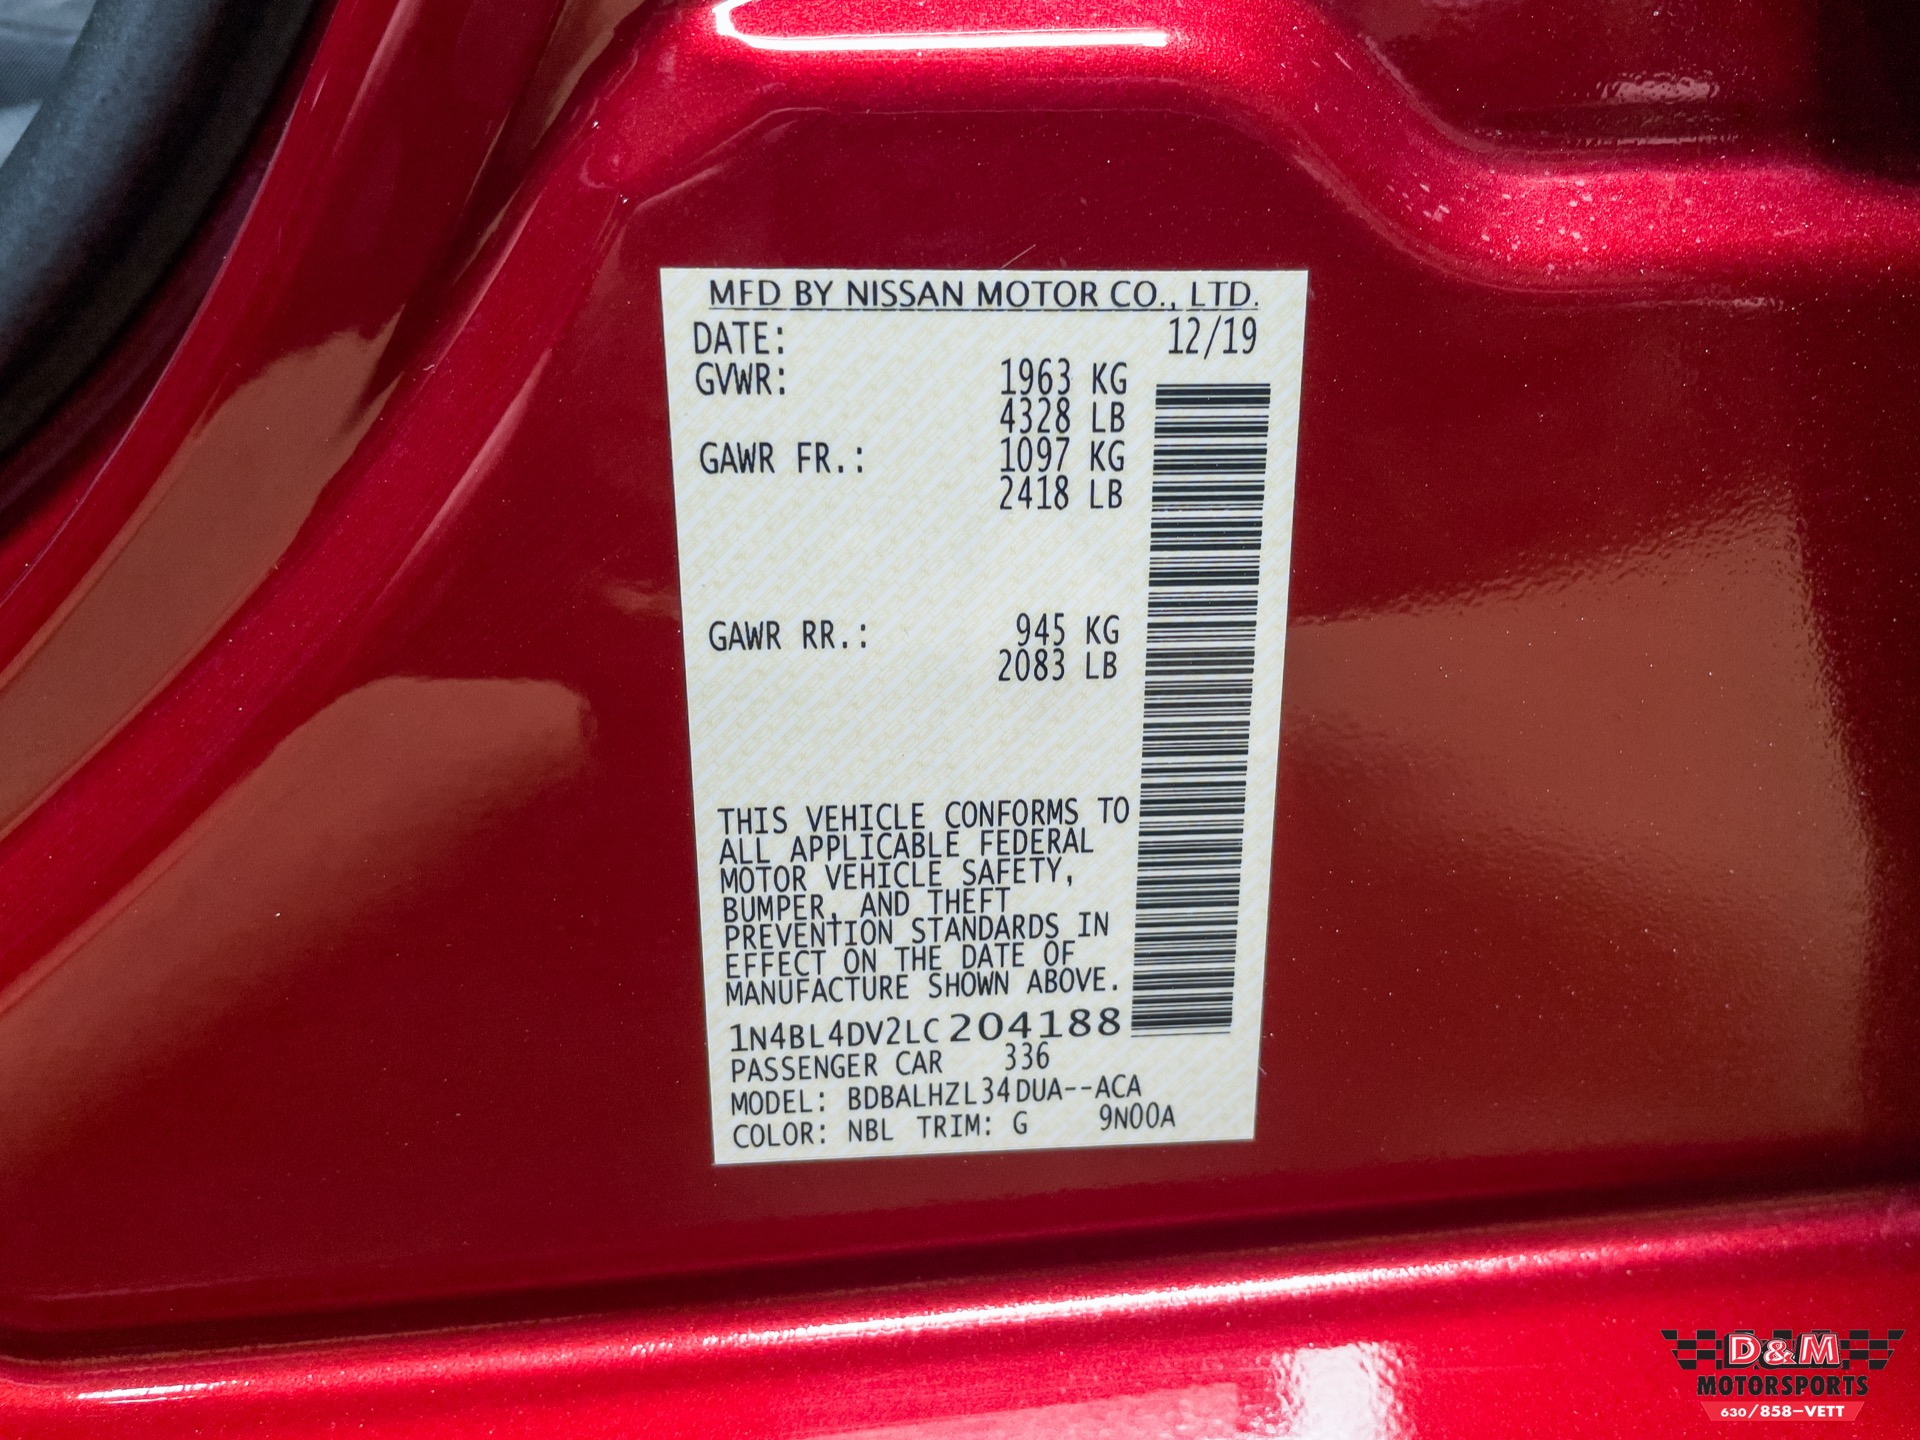 MFD BY NISSAN MOTOR CO., LTD.
DATE: 12/19
GVWR: 1963 KG
4328 LB
GAWR FR.: 1097 KG
2418 LB
GAWR RR.: 945 KG
2083 LB
THIS VEHICLE CONFORMS TO
ALL APPLICABLE FEDERAL
MOTOR VEHICLE SAFETY,
BUMPER, AND THEFT
PREVENTION STANDARDS IN
EFFECT ON THE DATE OF
MANUFACTURE SHOWN ABOVE.
1N4BL4DV2LC204188
PASSENGER CAR 336
MODEL: BDBALHZL34DUA--ACA
COLOR: NBL TRIM: G 9N00A
D&M
MOTORSPORTS
630/858-VETT